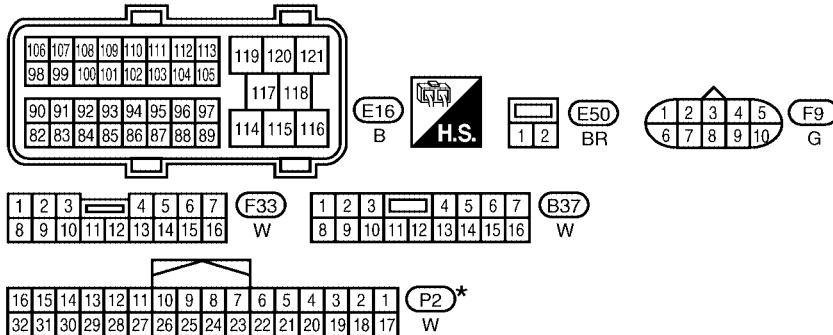 106 107 108 109 110 111 112 113
98 99 100 101 102 103 104 105
90 91 92 93 94 95 96 97
82 83 84 85 86 87 88 89
119 120 121
117 118
114 115 116
E16
B
H.S.
1 2
E50
BR
1 2 3 4 5
6 7 8 9 10
F9
G
1 2 3 4 5 6 7
8 9 10 11 12 13 14 15 16
F33
W
1 2 3 4 5 6 7
8 9 10 11 12 13 14 15 16
B37
W
16 15 14 13 12 11 10 9 8 7 6 5 4 3 2 1
32 31 30 29 28 27 26 25 24 23 22 21 20 19 18 17
P2 *
W